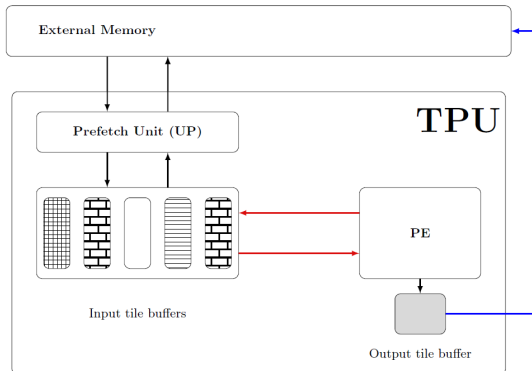 External Memory
TPU
Prefetch Unit (UP)
PE
Input tile buffers
Output tile buffer